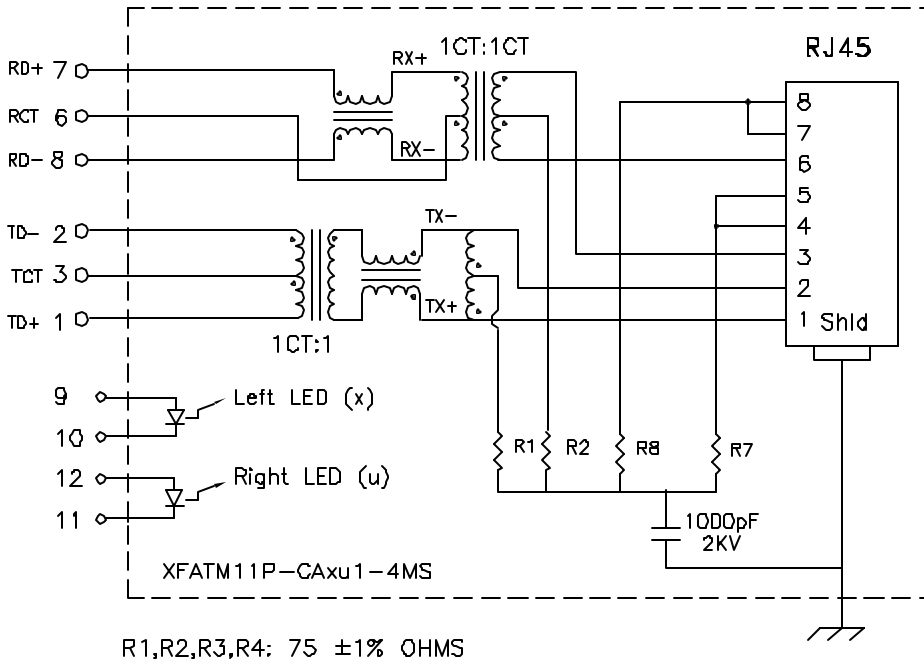 1CT:1CT
RJ45
RD+ 7
RX+
8
RCT 6
7
RX-
RD- 8
6
5
TX-
TD- 2
4
3
TCT 3
2
TX+
TD+ 1
1 Shld
1CT:1
9
Left LED (x)
10
R1
R2
R8
R7
12
Right LED (u)
11
1000pF
2KV
XFATM11P-CAxu1-4MS
R1,R2,R3,R4: 75 ±1% OHMS